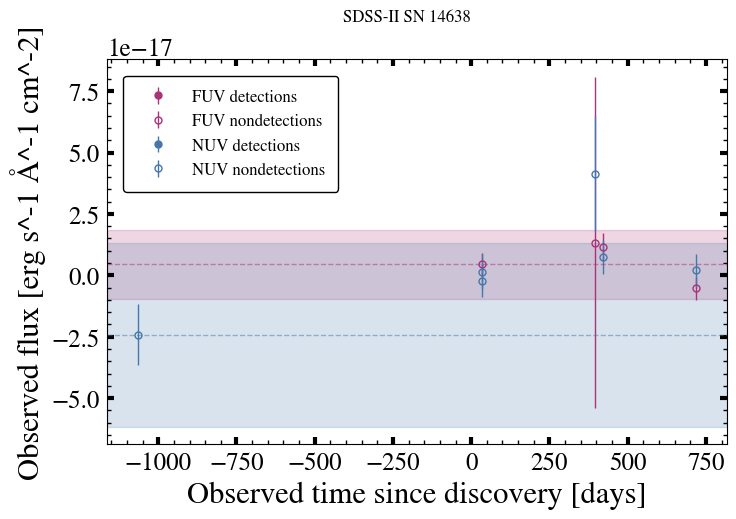 SDSS-II SN 14638
1e−17
FUV detections
FUV nondetections
NUV detections
NUV nondetections
7.5
5.0
2.5
0.0
−2.5
−5.0
Observed flux [erg s^-1 Å^-1 cm^-2]
−1000 −750 −500 −250 0 250 500 750
Observed time since discovery [days]